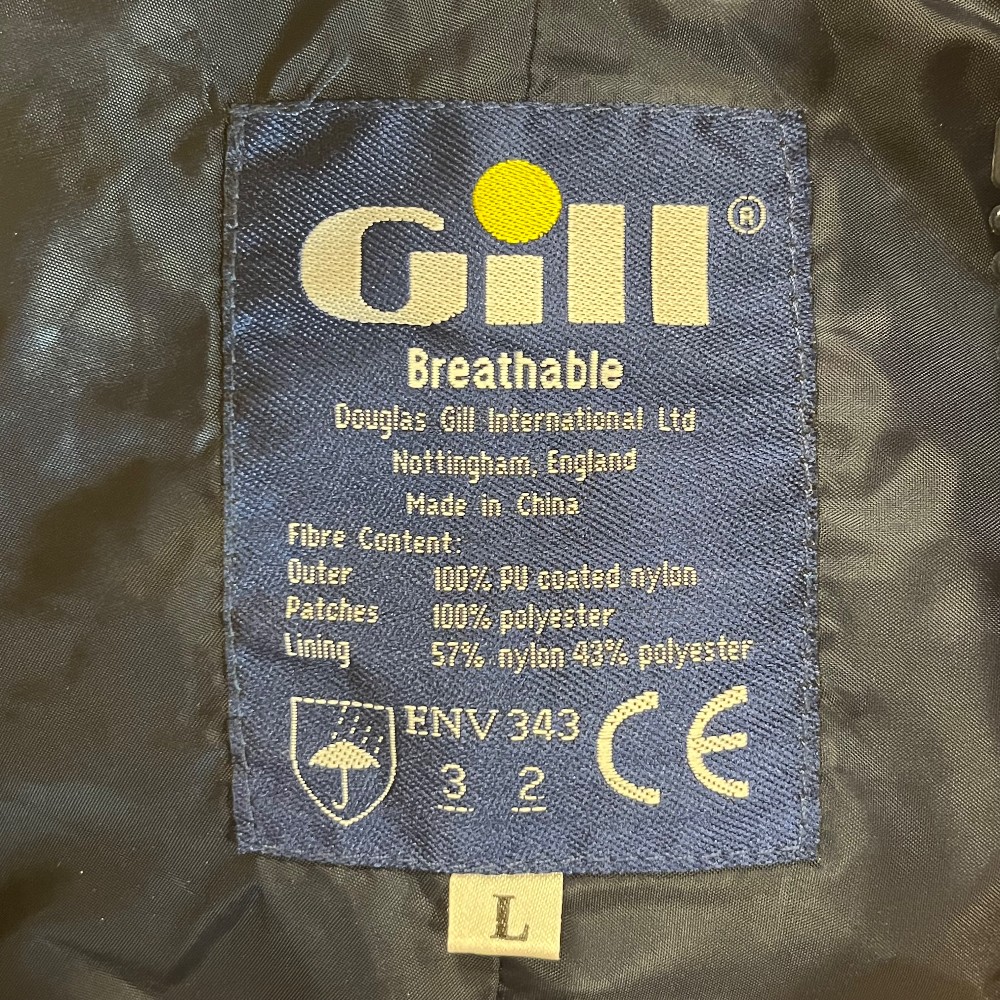 Gill®
Breathable
Douglas Gill International Ltd
Nottingham, England
Made in China
Fibre Content:
Outer 100% PU coated nylon
Patches 100% polyester
Lining 57% nylon 43% polyester
ENV 343 CE
3 2
L